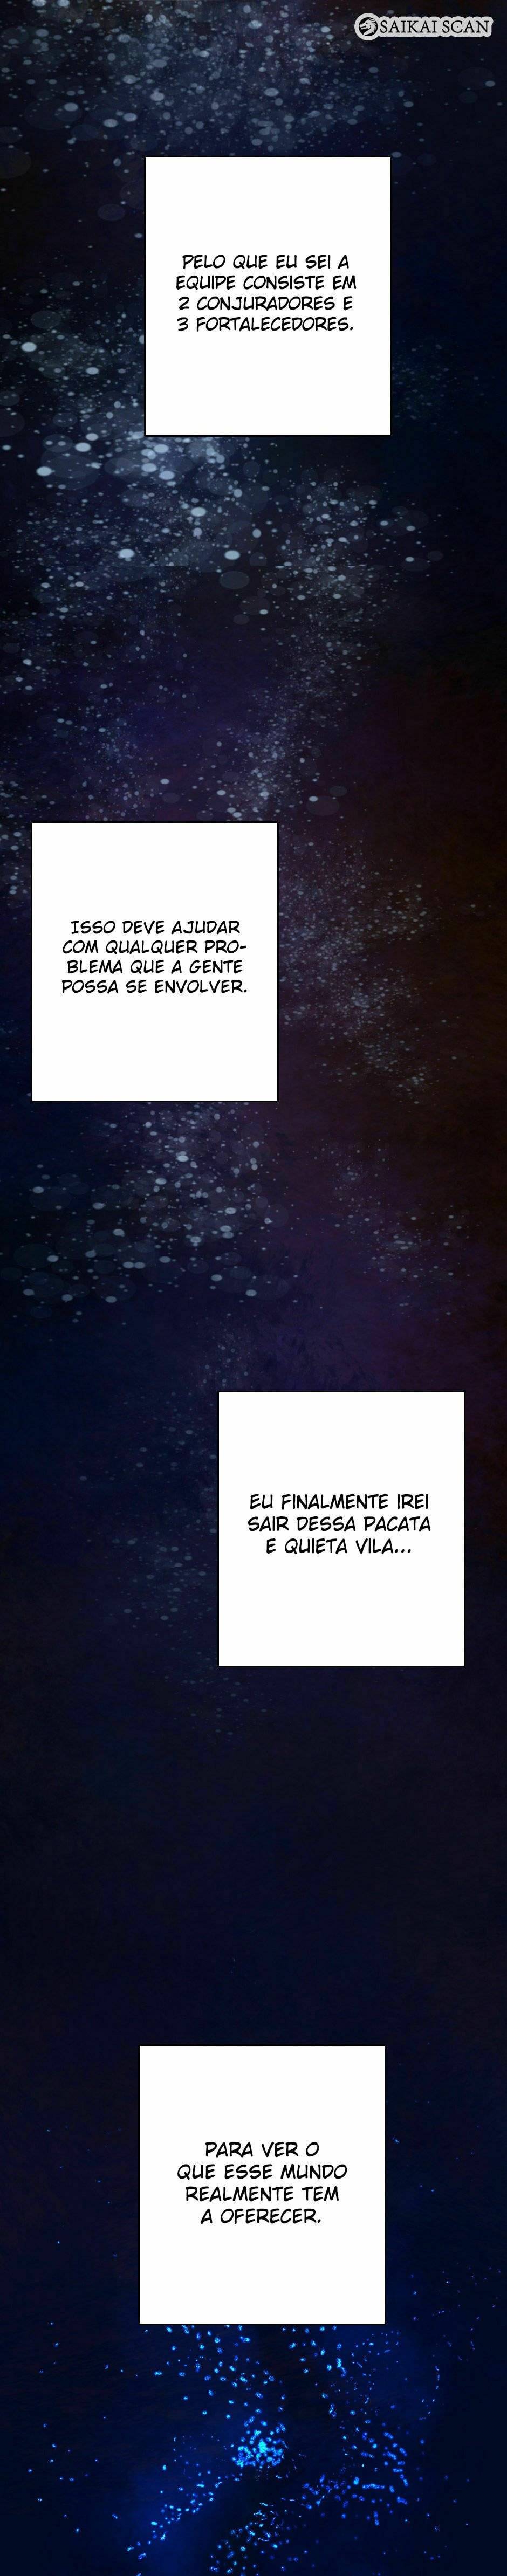 SAIKAI SCAN
PELO QUE EU SEI A
EQUIPE CONSISTE EM
2 CONJURADORES E
3 FORTALECEDORES.
ISSO DEVE AJUDAR
COM QUALQUER PRO-
BLEMA QUE A GENTE
POSSA SE ENVOLVER.
EU FINALMENTE IREI
SAIR DESSA PACATA
E QUIETA VILA...
PARA VER O
QUE ESSE MUNDO
REALMENTE TEM
A OFERECER.